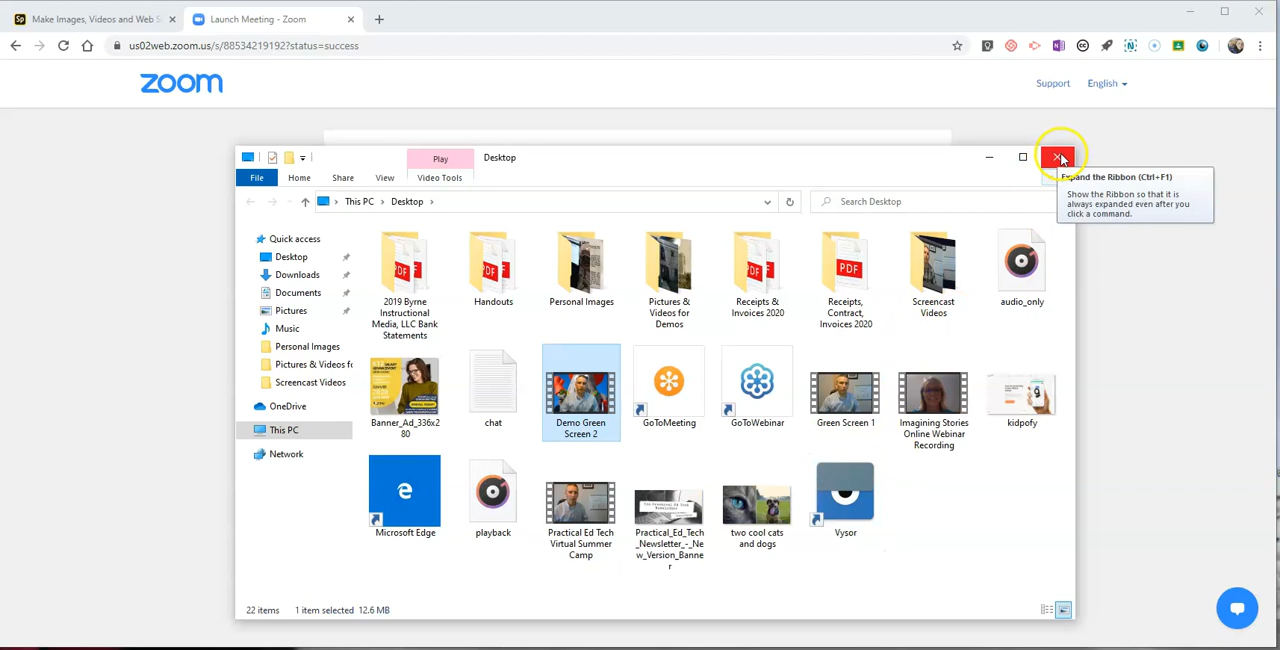 Make Images, Videos and Web S
Launch Meeting - Zoom
us02web.zoom.us/s/88534219192?status=success
zoom
Support
English
Play
Desktop
File
Home
Share
View
Video Tools
Expand the Ribbon (Ctrl+F1)
Show the Ribbon so that it is
always expanded even after you
click a command.
This PC
Desktop
Search Desktop
Quick access
Desktop
Downloads
Documents
Pictures
Music
Personal Images
Pictures & Videos fo
Screencast Videos
OneDrive
This PC
Network
2019 Byrne
Instructional
Media, LLC Bank
Statements
Handouts
Personal Images
Pictures &
Videos for
Demos
Receipts &
Invoices 2020
Receipts,
Contract,
Invoices 2020
Screencast
Videos
audio_only
Banner_Ad_336x2
80
chat
Demo Green
Screen 2
GoToMeeting
GoToWebinar
Green Screen 1
Imagining Stories
Online Webinar
Recording
kidpofy
Microsoft Edge
playback
Practical Ed Tech
Virtual Summer
Camp
Practical_Ed_Tech
_Newsletter_-_Ne
w_Version_Banne
r
two cool cats
and dogs
Vysor
22 items
1 item selected 12.6 MB